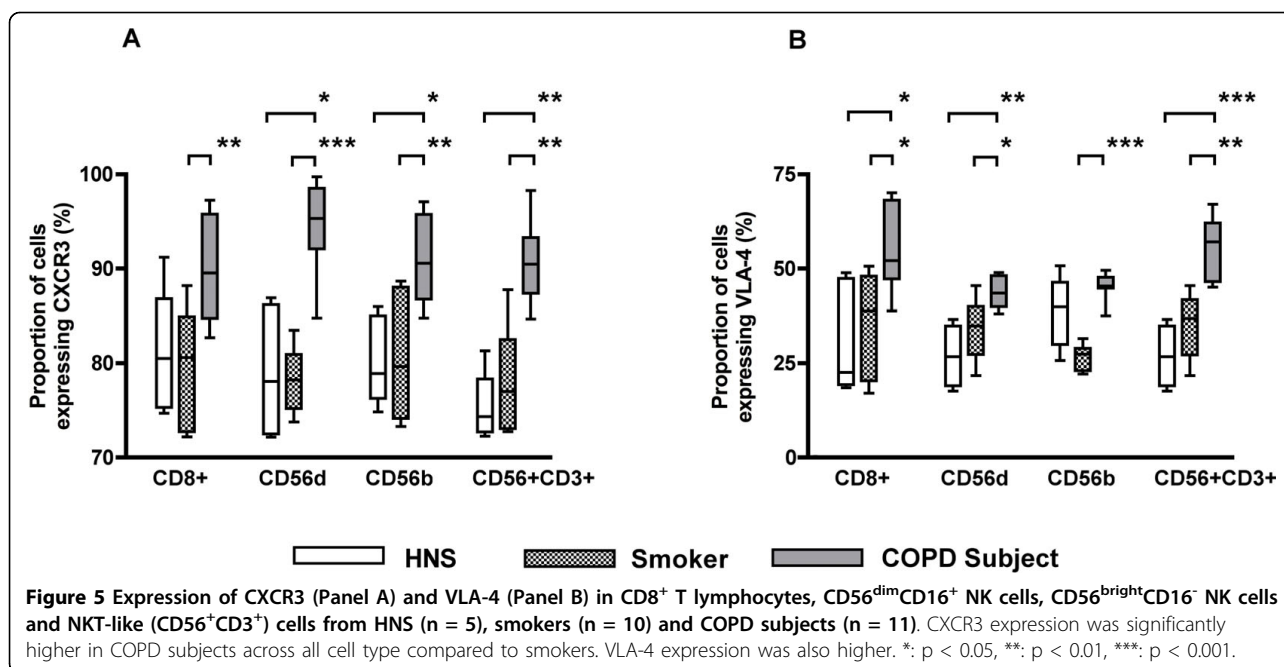 A
B
* * **
** *** ** **
* ** ***
* * *** **
100
90
80
70
Proportion of cells
expressing CXCR3 (%)
CD8+ CD56d CD56b CD56+CD3+
75
50
25
0
Proportion of cells
expressing VLA-4 (%)
CD8+ CD56d CD56b CD56+CD3+
HNS Smoker COPD Subject
Figure 5 Expression of CXCR3 (Panel A) and VLA-4 (Panel B) in CD8⁺ T lymphocytes, CD56ᵈⁱᵐCD16⁺ NK cells, CD56ᵇʳⁱᵍʰᵗCD16⁻ NK cells
and NKT-like (CD56⁺CD3⁺) cells from HNS (n = 5), smokers (n = 10) and COPD subjects (n = 11). CXCR3 expression was significantly
higher in COPD subjects across all cell type compared to smokers. VLA-4 expression was also higher. *: p < 0.05, **: p < 0.01, ***: p < 0.001.